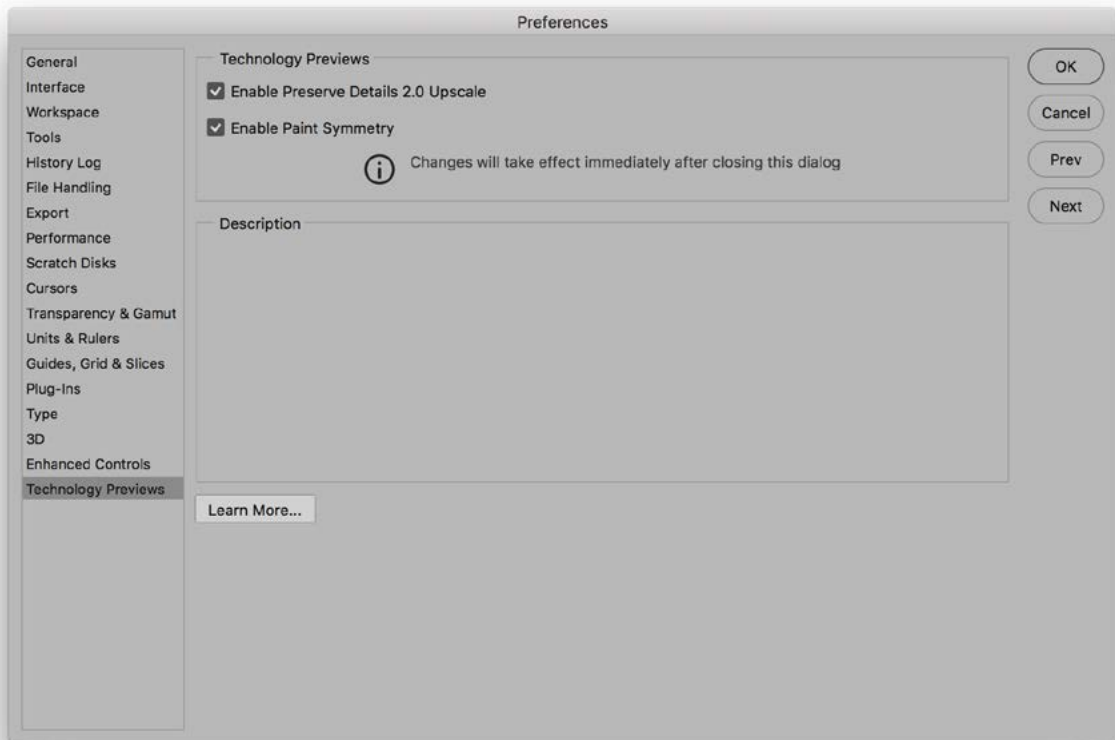 Preferences
General
Interface
Workspace
Tools
History Log
File Handling
Export
Performance
Scratch Disks
Cursors
Transparency & Gamut
Units & Rulers
Guides, Grid & Slices
Plug-Ins
Type
3D
Enhanced Controls
Technology Previews
Technology Previews
Enable Preserve Details 2.0 Upscale
Enable Paint Symmetry
Changes will take effect immediately after closing this dialog
Description
Learn More...
OK
Cancel
Prev
Next